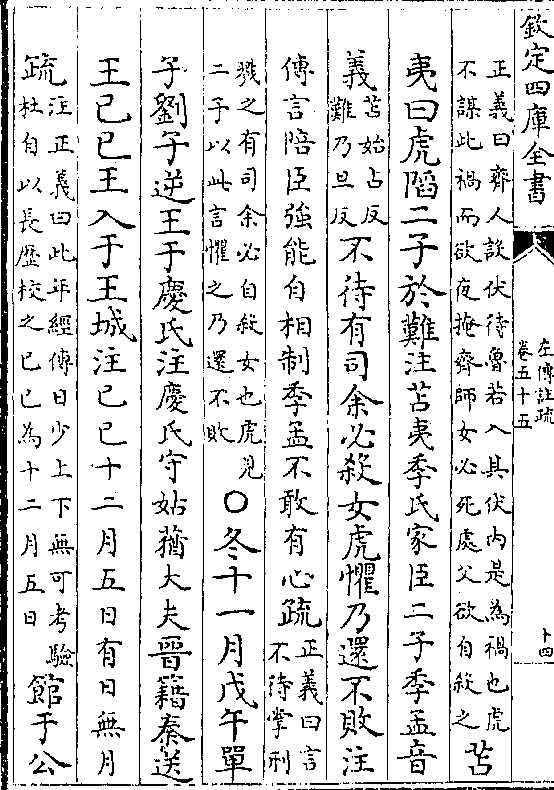 欽定四庫全書
左傳註疏
卷五十五
十四
正義曰齊人設伏待魯若入其伏內是為禍也虎
不謀此禍而欲夜掩齊師女必死處父欲自殺之
苫
夷曰虎䧟二子於難注苫夷季氏家臣二子季孟音
義
苫始占反
難乃旦反
不待有司余必殺女虎懼乃還不敗注
傳言陪臣強能自相制季孟不敢有心疏
正義曰言
不待掌刑
戮之有司余必自殺女也虎見
二子以此言懼之乃還不敗
○冬十一月戊午單
子劉子逆王于慶氏注慶氏守姑蕕大夫晉籍秦送
王己巳王入于王城注己巳十二月五日有日無月
疏
注正義曰此年經傳日少上下無可考驗
杜自以長歷校之己巳為十二月五日
館于公